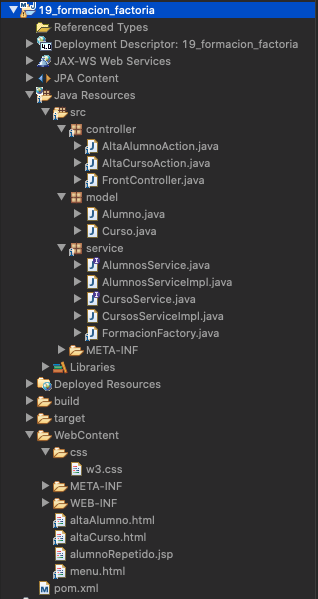 19_formacion_factoria
Referenced Types
Deployment Descriptor: 19_formacion_factoria
JAX-WS Web Services
JPA Content
Java Resources
src
controller
AltaAlumnoAction.java
AltaCursoAction.java
FrontController.java
model
Alumno.java
Curso.java
service
AlumnosService.java
AlumnosServiceImpl.java
CursoService.java
CursosServiceImpl.java
FormacionFactory.java
META-INF
Libraries
Deployed Resources
build
target
WebContent
css
w3.css
META-INF
WEB-INF
altaAlumno.html
altaCurso.html
alumnoRepetido.jsp
menu.html
pom.xml